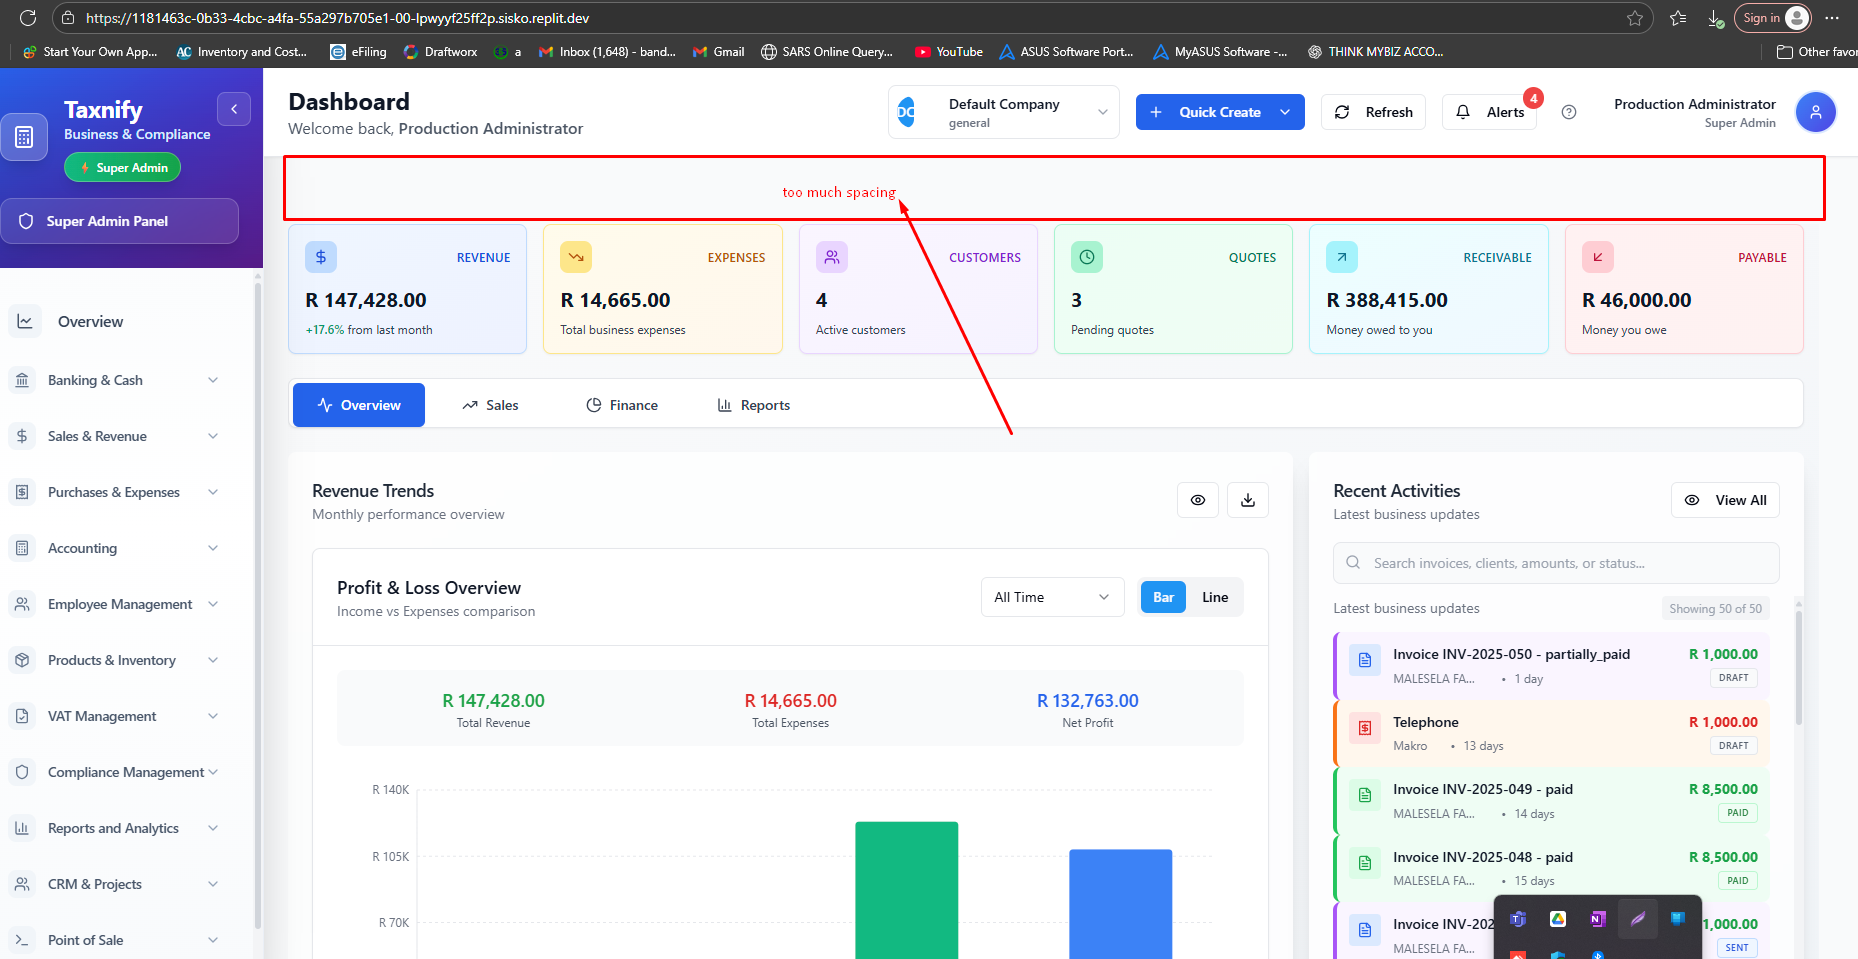 https://1181463c-0b33-4cbc-a4fa-55a297b705e1-00-lpwyyf25ff2p.sisko.replit.dev
Sign in
Start Your Own App...
Inventory and Cost...
eFiling
Draftworx
a
Inbox (1,648) - band...
Gmail
SARS Online Query...
YouTube
ASUS Software Port...
MyASUS Software -...
THINK MYBIZ ACCO...
Other favor
Taxnify
Business & Compliance
Super Admin
Super Admin Panel
Overview
Banking & Cash
Sales & Revenue
Purchases & Expenses
Accounting
Employee Management
Products & Inventory
VAT Management
Compliance Management
Reports and Analytics
CRM & Projects
Point of Sale
Dashboard
Welcome back, Production Administrator
DC
Default Company
general
Quick Create
Refresh
Alerts
4
Production Administrator
Super Admin
too much spacing
REVENUE
R 147,428.00
+17.6% from last month
EXPENSES
R 14,665.00
Total business expenses
CUSTOMERS
4
Active customers
QUOTES
3
Pending quotes
RECEIVABLE
R 388,415.00
Money owed to you
PAYABLE
R 46,000.00
Money you owe
Overview
Sales
Finance
Reports
Revenue Trends
Monthly performance overview
Profit & Loss Overview
Income vs Expenses comparison
All Time
Bar
Line
R 147,428.00
Total Revenue
R 14,665.00
Total Expenses
R 132,763.00
Net Profit
R 140K
R 105K
R 70K
Recent Activities
Latest business updates
View All
Search invoices, clients, amounts, or status...
Latest business updates
Showing 50 of 50
Invoice INV-2025-050 - partially_paid
R 1,000.00
MALESELA FA... • 1 day
DRAFT
Telephone
R 1,000.00
Makro • 13 days
DRAFT
Invoice INV-2025-049 - paid
R 8,500.00
MALESELA FA... • 14 days
PAID
Invoice INV-2025-048 - paid
R 8,500.00
MALESELA FA... • 15 days
PAID
Invoice INV-202
1,000.00
MALESELA FA...
SENT